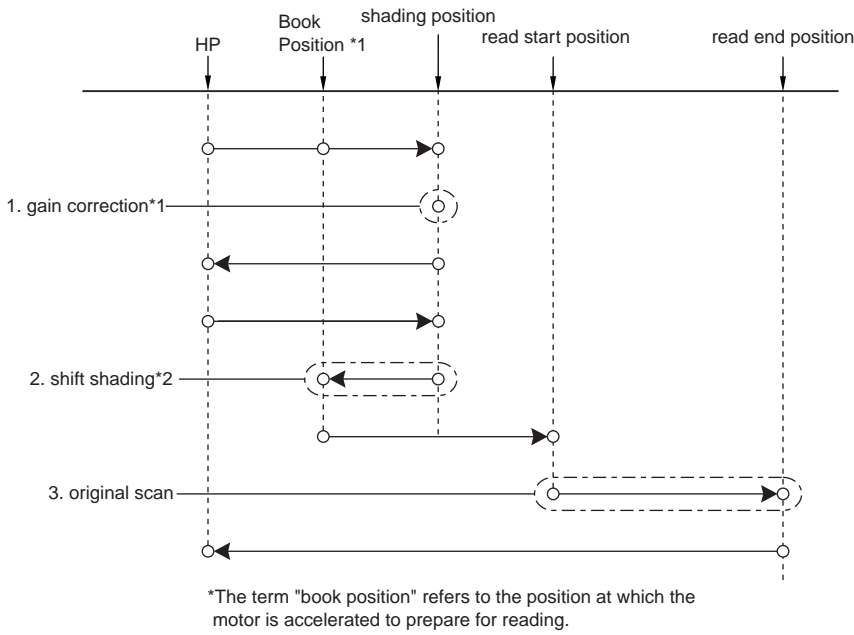 shading position
Book
Position *1
HP
read start position
read end position
1. gain correction*1
2. shift shading*2
3. original scan
*The term "book position" refers to the position at which the
motor is accelerated to prepare for reading.